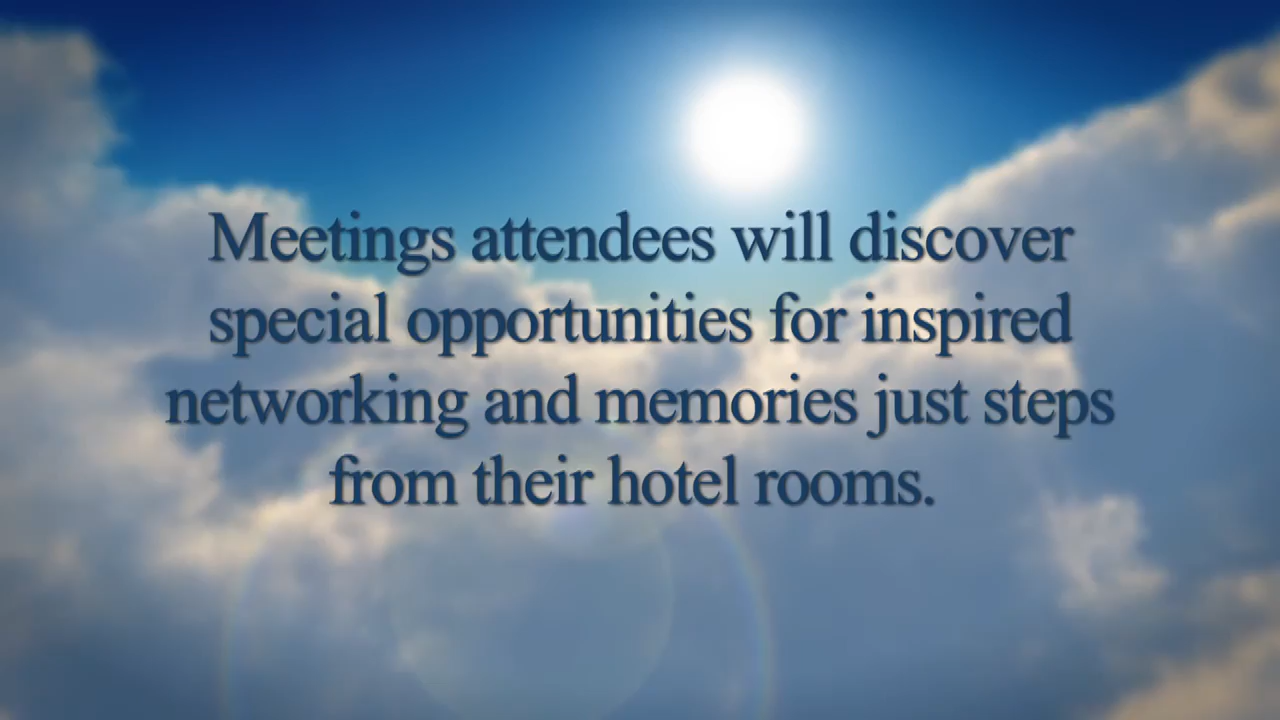 Meetings attendees will discover
special opportunities for inspired
networking and memories just steps
from their hotel rooms.